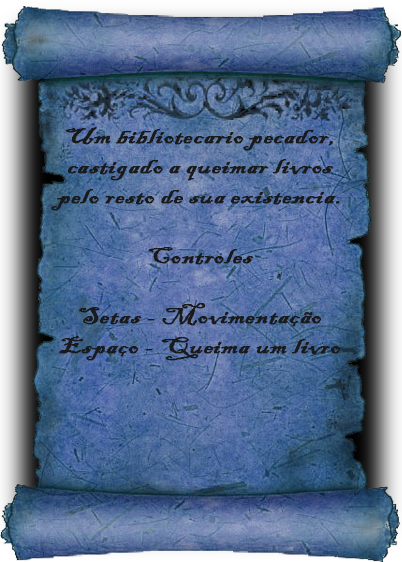 Um bibliotecario pecador,
castigado a queimar livros
pelo resto de sua existencia.
Controles
Setas - Movimentação
Espaço - Queima um livro